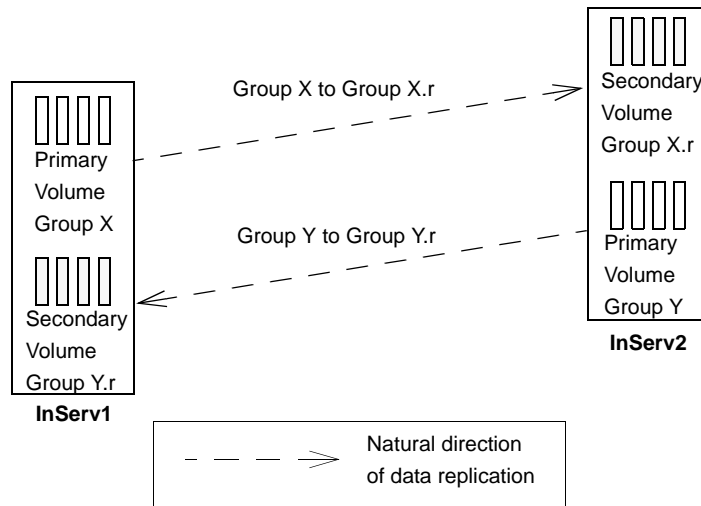 Group X to Group X.r
Primary
Volume
Group X
Secondary
Volume
Group X.r
Group Y to Group Y.r
Secondary
Volume
Group Y.r
InServ1
Primary
Volume
Group Y
InServ2
Natural direction
of data replication